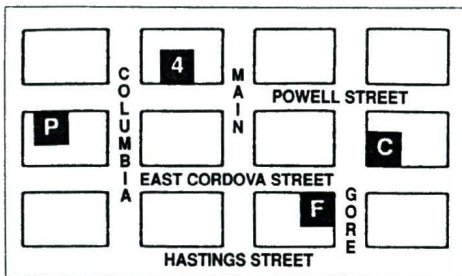 4
COLUMBIA
MAIN
POWELL STREET
P
C
EAST CORDOVA STREET
F
GORE
HASTINGS STREET